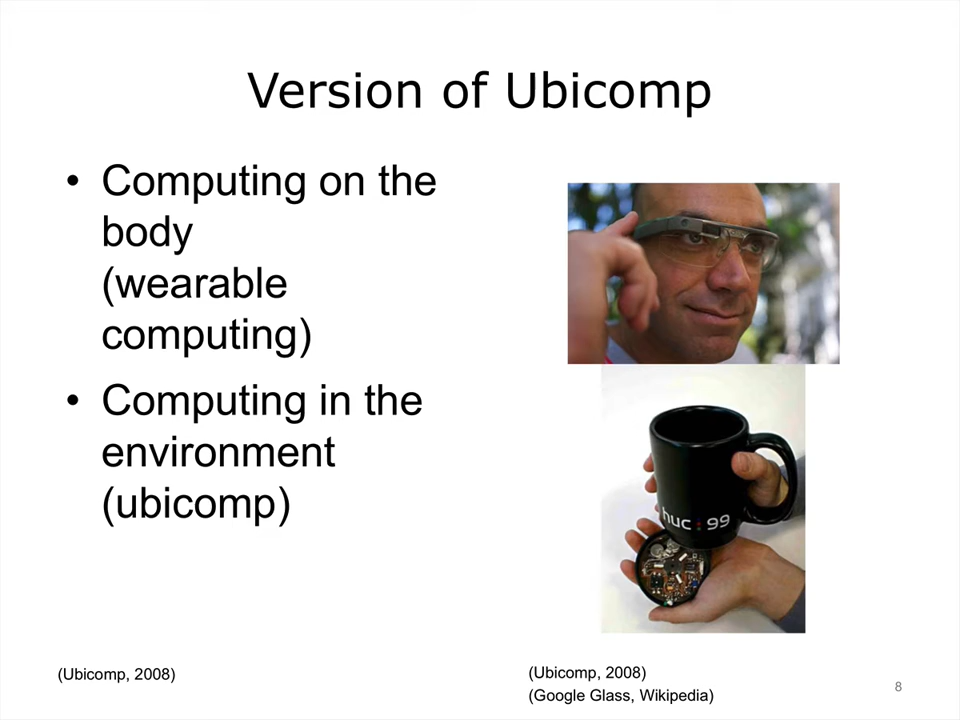 Version of Ubicomp
• Computing on the
body
(wearable
computing)
• Computing in the
environment
(ubicomp)
huc:99
(Ubicomp, 2008)
(Ubicomp, 2008)
(Google Glass, Wikipedia)
8